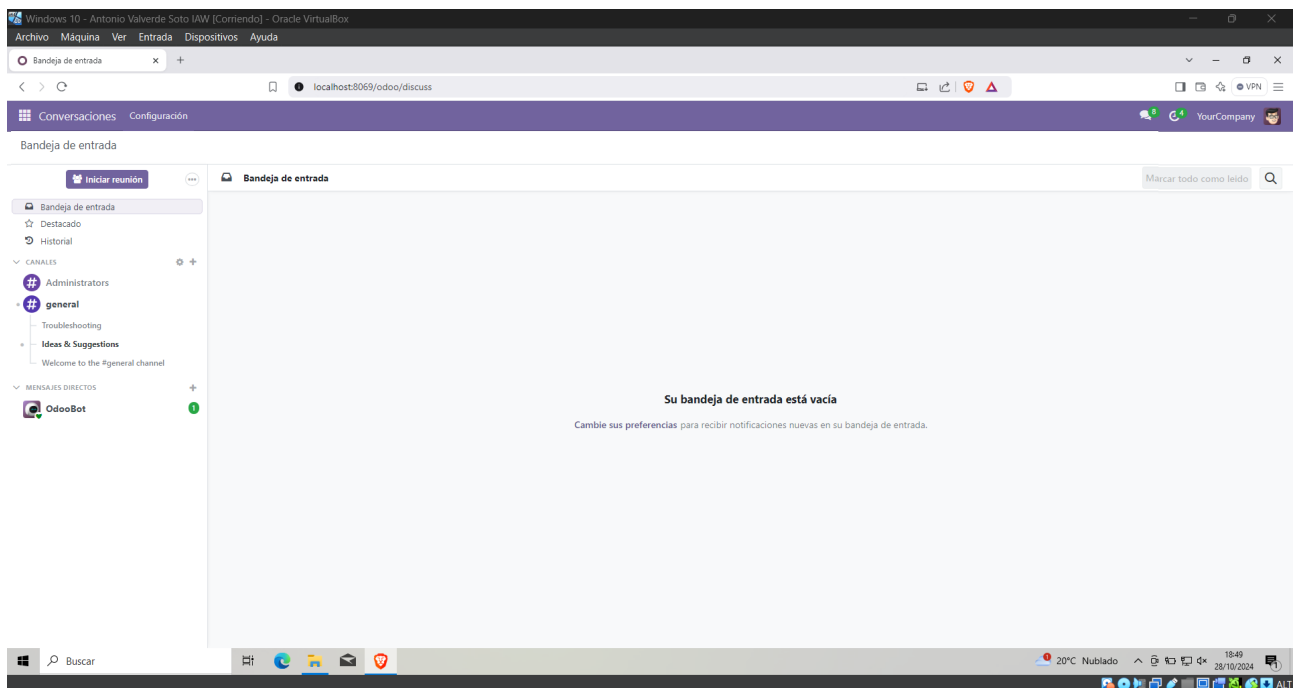 Windows 10 - Antonio Valverde Soto IAW [Corriendo] - Oracle VirtualBox
Archivo Máquina Ver Entrada Dispositivos Ayuda
Bandeja de entrada
localhost:8069/odoo/discuss
VPN
Conversaciones Configuración
8
4
YourCompany
Bandeja de entrada
Iniciar reunión
Bandeja de entrada
Marcar todo como leído
Bandeja de entrada
Destacado
Historial
CANALES
Administrators
general
Troubleshooting
Ideas & Suggestions
Welcome to the #general channel
MENSAJES DIRECTOS
OdooBot
1
Su bandeja de entrada está vacía
Cambie sus preferencias para recibir notificaciones nuevas en su bandeja de entrada.
Buscar
20°C Nublado
18:49
28/10/2024
ALT